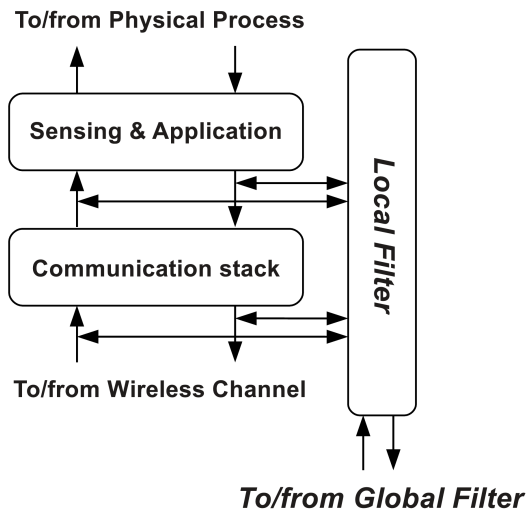 To/from Physical Process
Sensing & Application
Local Filter
Communication stack
To/from Wireless Channel
To/from Global Filter